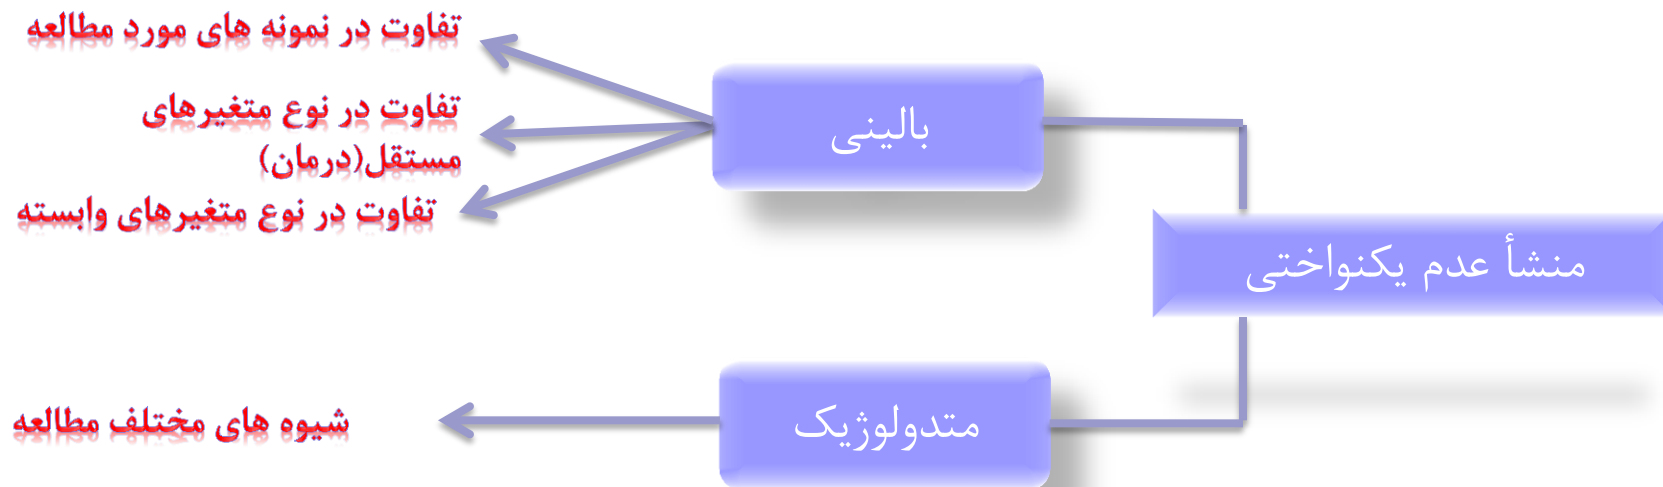 منشأ عدم یکنواختی
بالینی
تفاوت در نمونه های مورد مطالعه
تفاوت در نوع متغیرهای
مستقل(درمان)
تفاوت در نوع متغیرهای وابسته
متدولوژیک
شیوه های مختلف مطالعه